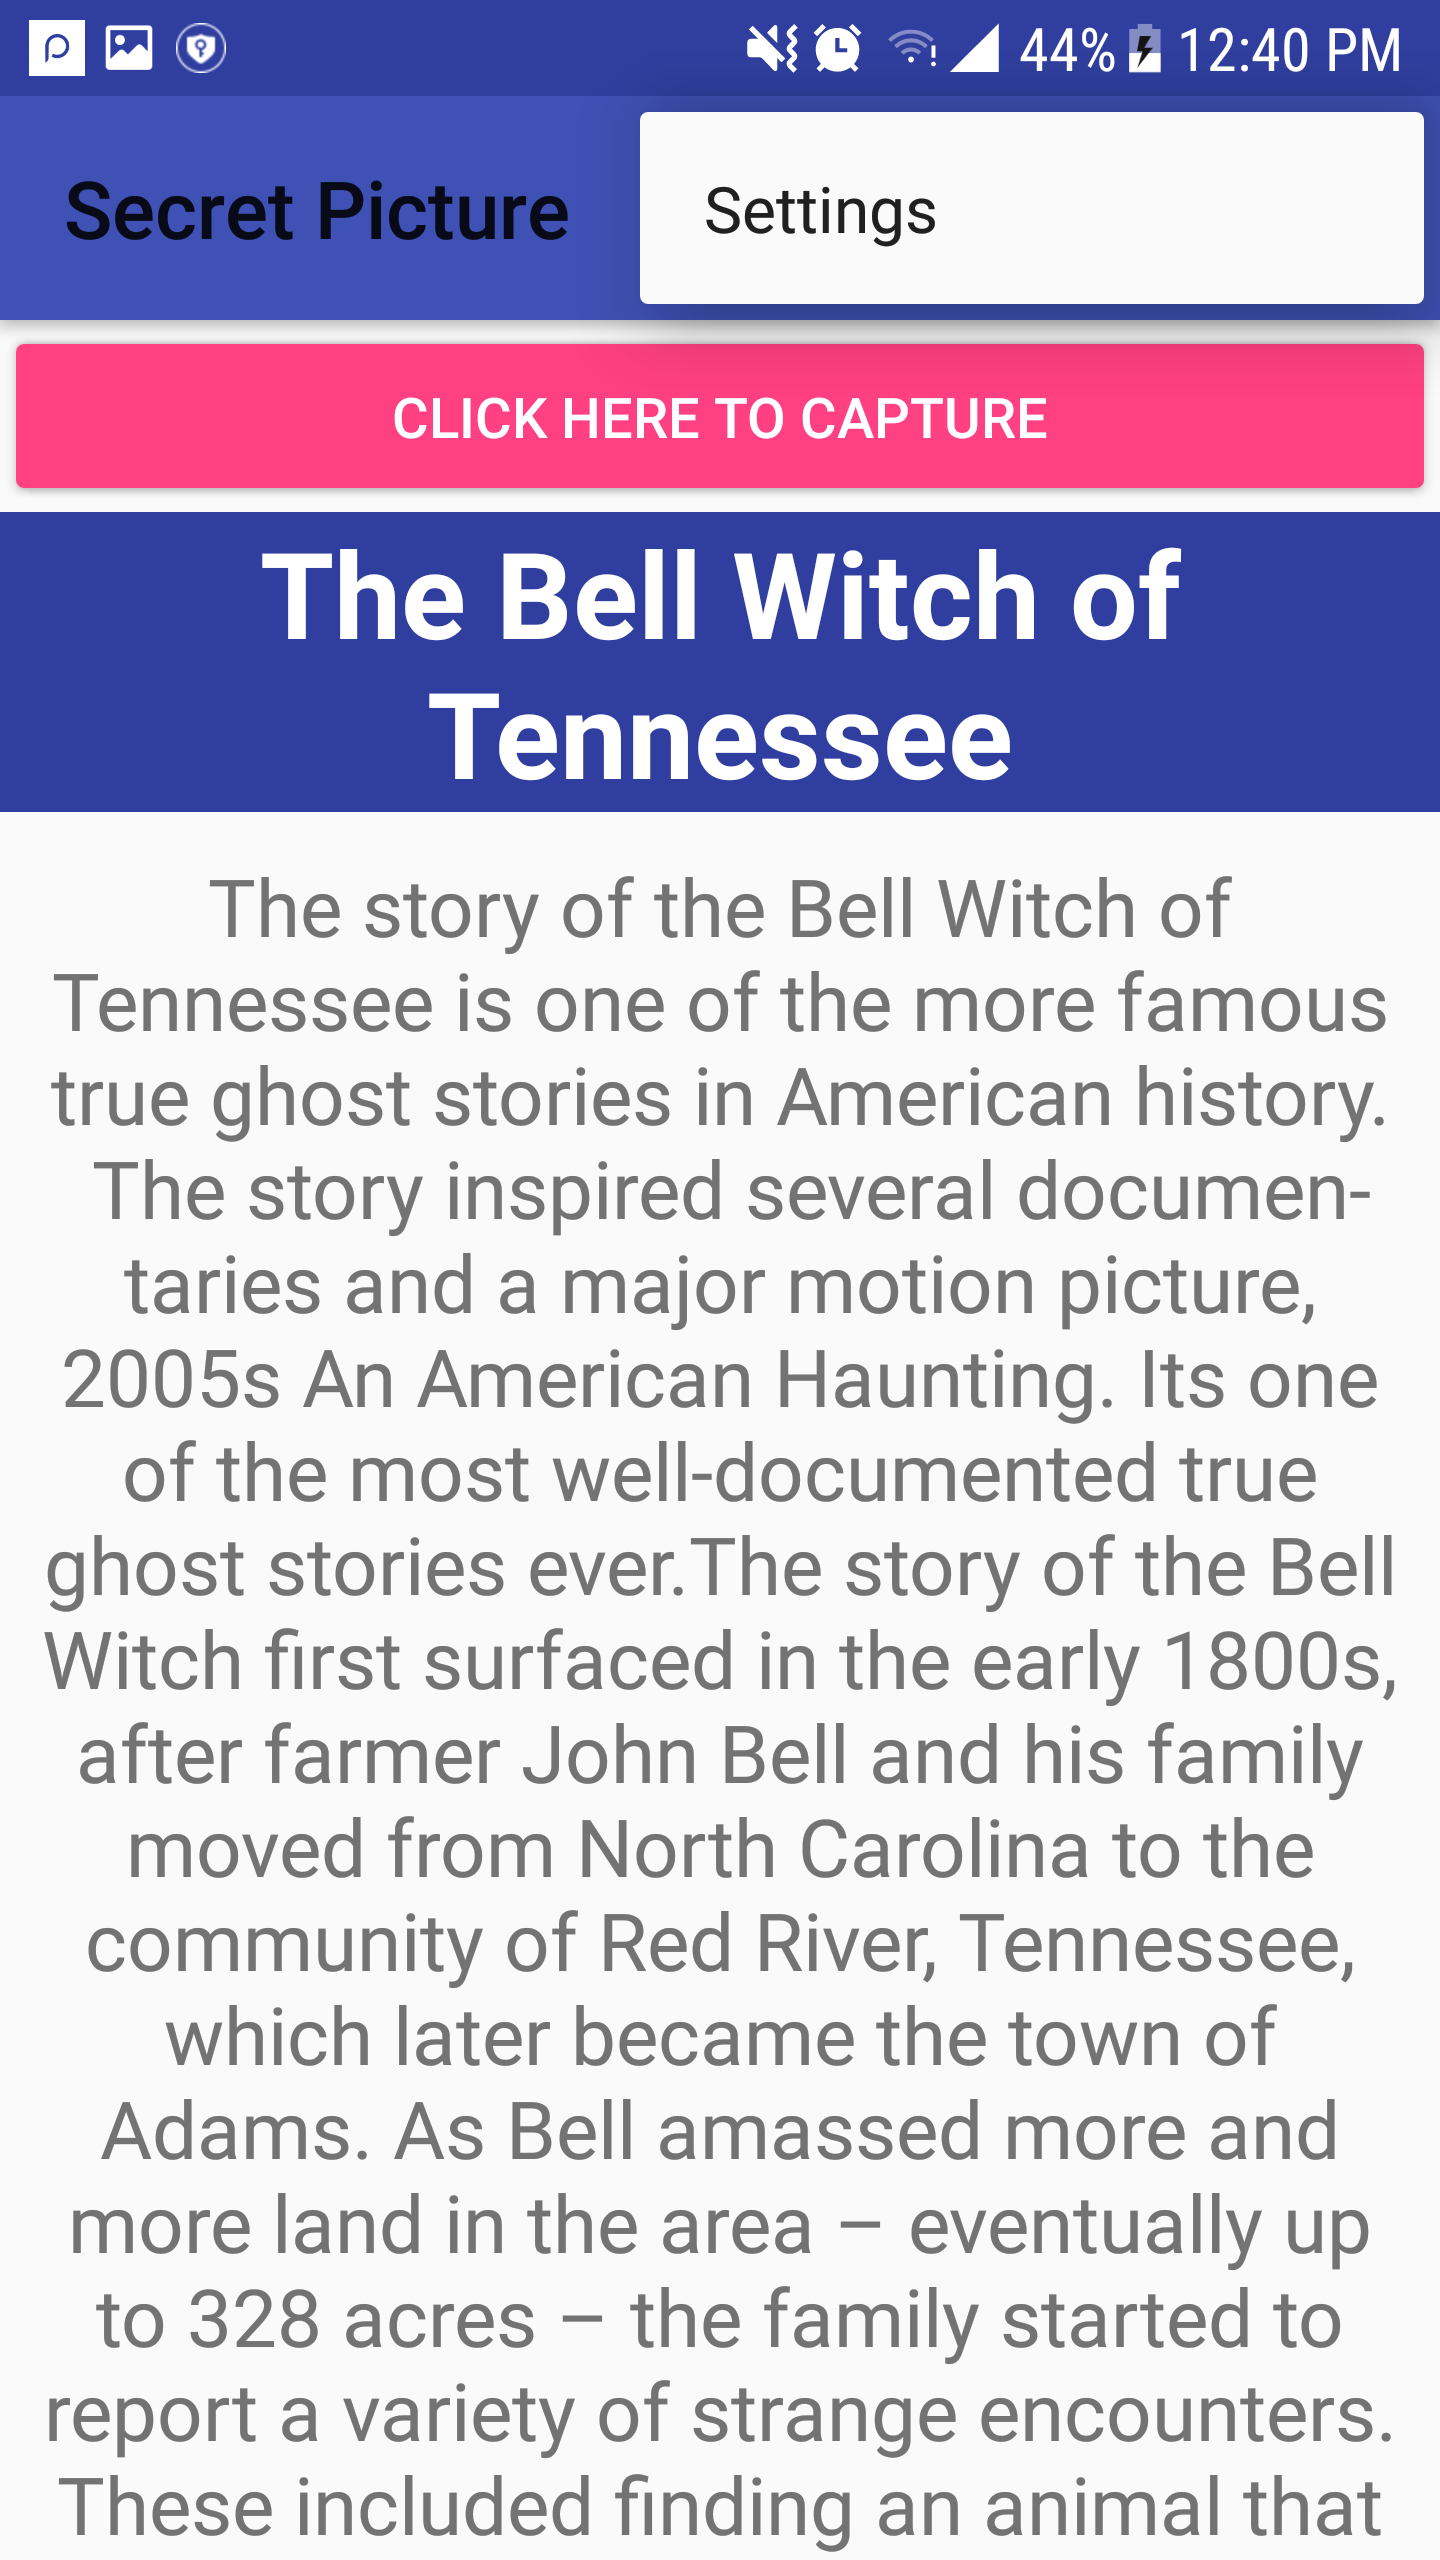 44% 12:40 PM
Secret Picture
Settings
CLICK HERE TO CAPTURE
The Bell Witch of
Tennessee
The story of the Bell Witch of
Tennessee is one of the more famous
true ghost stories in American history.
The story inspired several documen-
taries and a major motion picture,
2005s An American Haunting. Its one
of the most well-documented true
ghost stories ever.The story of the Bell
Witch first surfaced in the early 1800s,
after farmer John Bell and his family
moved from North Carolina to the
community of Red River, Tennessee,
which later became the town of
Adams. As Bell amassed more and
more land in the area – eventually up
to 328 acres – the family started to
report a variety of strange encounters.
These included finding an animal that